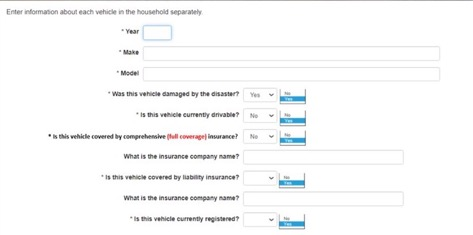 Enter information about each vehicle in the household separately.
* Year
* Make
* Model
* Was this vehicle damaged by the disaster? Yes No
Yes
* Is this vehicle currently drivable? No No
Yes
* Is this vehicle covered by comprehensive (full coverage) insurance? No No
Yes
What is the insurance company name?
* Is this vehicle covered by liability insurance? No
Yes
What is the insurance company name?
* Is this vehicle currently registered? No
Yes